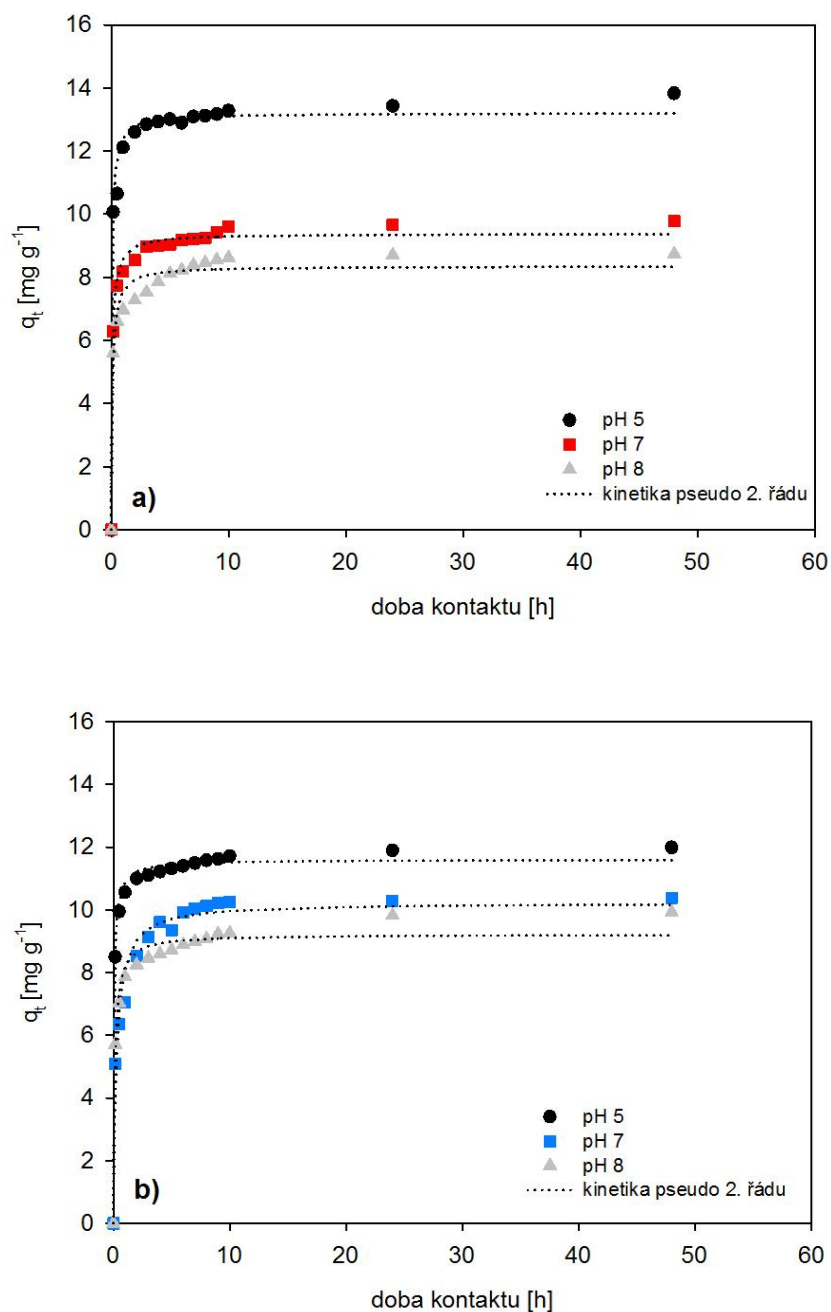 16
14
12
10
8
6
4
2
0
q_t [mg g^-1]
pH 5
pH 7
pH 8
kinetika pseudo 2. řádu
a)
0 10 20 30 40 50 60
doba kontaktu [h]
16
14
12
10
8
6
4
2
0
q_t [mg g^-1]
pH 5
pH 7
pH 8
kinetika pseudo 2. řádu
b)
0 10 20 30 40 50 60
doba kontaktu [h]